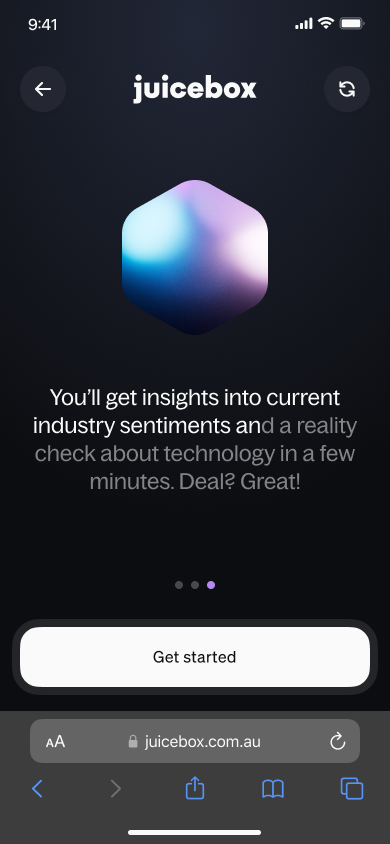 9:41
juicebox
You’ll get insights into current
industry sentiments and a reality
check about technology in a few
minutes. Deal? Great!
Get started
AA
juicebox.com.au